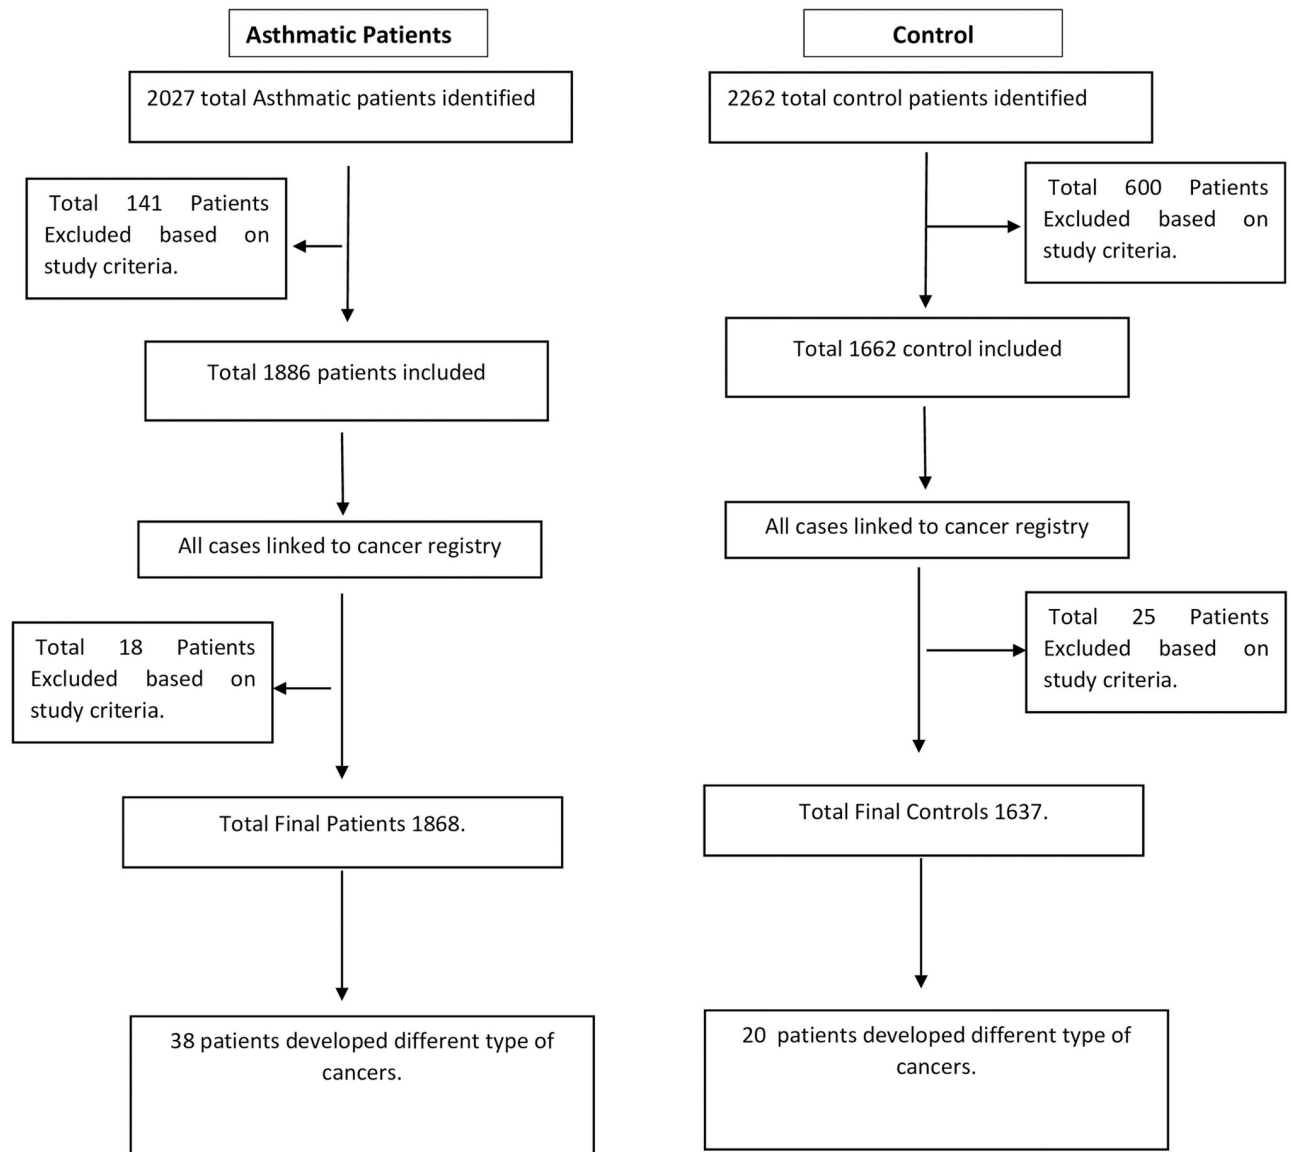 Asthmatic Patients
2027 total Asthmatic patients identified
Total 141 Patients
Excluded based on
study criteria.
Total 1886 patients included
All cases linked to cancer registry
Total 18 Patients
Excluded based on
study criteria.
Total Final Patients 1868.
38 patients developed different type of
cancers.
Control
2262 total control patients identified
Total 600 Patients
Excluded based on
study criteria.
Total 1662 control included
All cases linked to cancer registry
Total 25 Patients
Excluded based on
study criteria.
Total Final Controls 1637.
20 patients developed different type of
cancers.